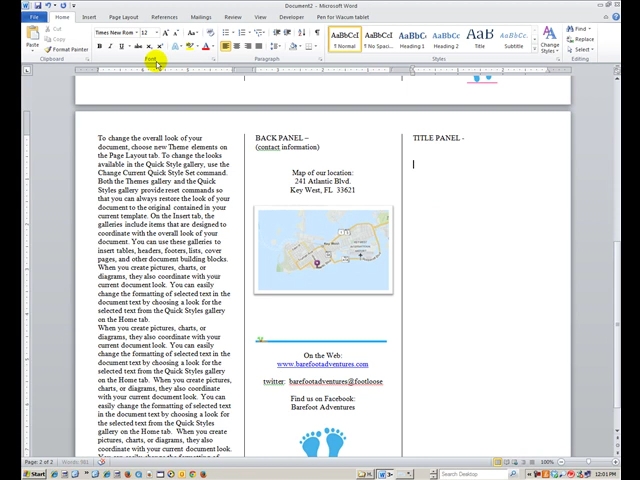 Document2 - Microsoft Word
File Home Insert Page Layout References Mailings Review View Developer Pen for Wacum tablet
Paste
Cut
Copy
Format Painter
Clipboard
Times New Rom 12
Font
Paragraph
AaBbCcI AaBbCcI AaBbC AaBbCc AaB AaBbCc.
¶ Normal ¶ No Spaci... Heading 1 Heading 2 Title Subtitle
Change Styles
Styles
Find
Replace
Select
Editing
To change the overall look of your
document, choose new Theme elements on
the Page Layout tab. To change the looks
available in the Quick Style gallery, use the
Change Current Quick Style Set command.
Both the Themes gallery and the Quick
Styles gallery provide reset commands so
that you can always restore the look of your
document to the original contained in your
current template. On the Insert tab, the
galleries include items that are designed to
coordinate with the overall look of your
document. You can use these galleries to
insert tables, headers, footers, lists, cover
pages, and other document building blocks.
When you create pictures, charts, or
diagrams, they also coordinate with your
current document look. You can easily
change the formatting of selected text in the
document text by choosing a look for the
selected text from the Quick Styles gallery
on the Home tab.
When you create pictures, charts, or
diagrams, they also coordinate with your
current document look. You can easily
change the formatting of selected text in the
document text by choosing a look for the
selected text from the Quick Styles gallery
on the Home tab. When you create pictures,
charts, or diagrams, they also coordinate
with your current document look. You can
easily change the formatting of selected text
in the document text by choosing a look for
the selected text from the Quick Styles
gallery on the Home tab. When you create
pictures, charts, or diagrams, they also
coordinate with your current document look.
You can easily change the formatting of
BACK PANEL –
(contact information)
Map of our location:
241 Atlantic Blvd.
Key West, FL 33621
Key West
On the Web:
www.barefootadventures.com
twitter: barefootadventures@footloose
Find us on Facebook:
Barefoot Adventures
TITLE PANEL -
Page: 2 of 2 Words: 981
100%
Start
Search Desktop
12:01 PM